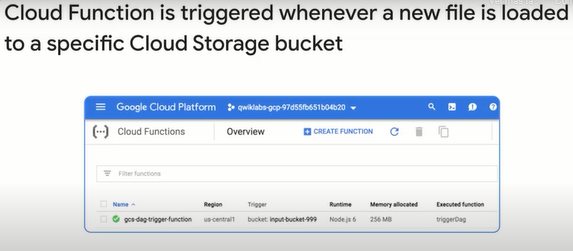 Cloud Function is triggered whenever a new file is loaded
to a specific Cloud Storage bucket
Google Cloud Platform qwiklabs-gcp-97d55fb651b04b20
Cloud Functions Overview CREATE FUNCTION
Filter functions
Name Region Trigger Runtime Memory allocated Executed function
gcs-dag-trigger-function us-central1 bucket: input-bucket-999 Node.js 6 256 MB triggerDag